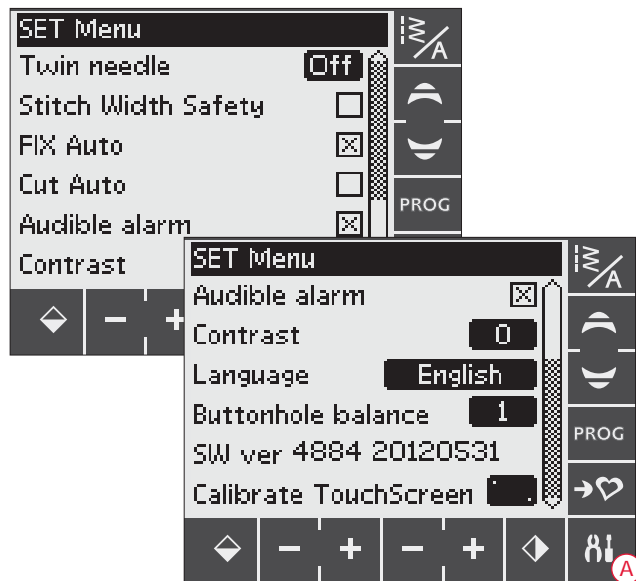 SET Menu
Twin needle Off
Stitch Width Safety
FIX Auto
Cut Auto
Audible alarm
Contrast
A
PROG
− +
SET Menu
Audible alarm
Contrast 0
Language English
Buttonhole balance 1
SW ver 4884 20120531
Calibrate TouchScreen
A
PROG
− + − +
A